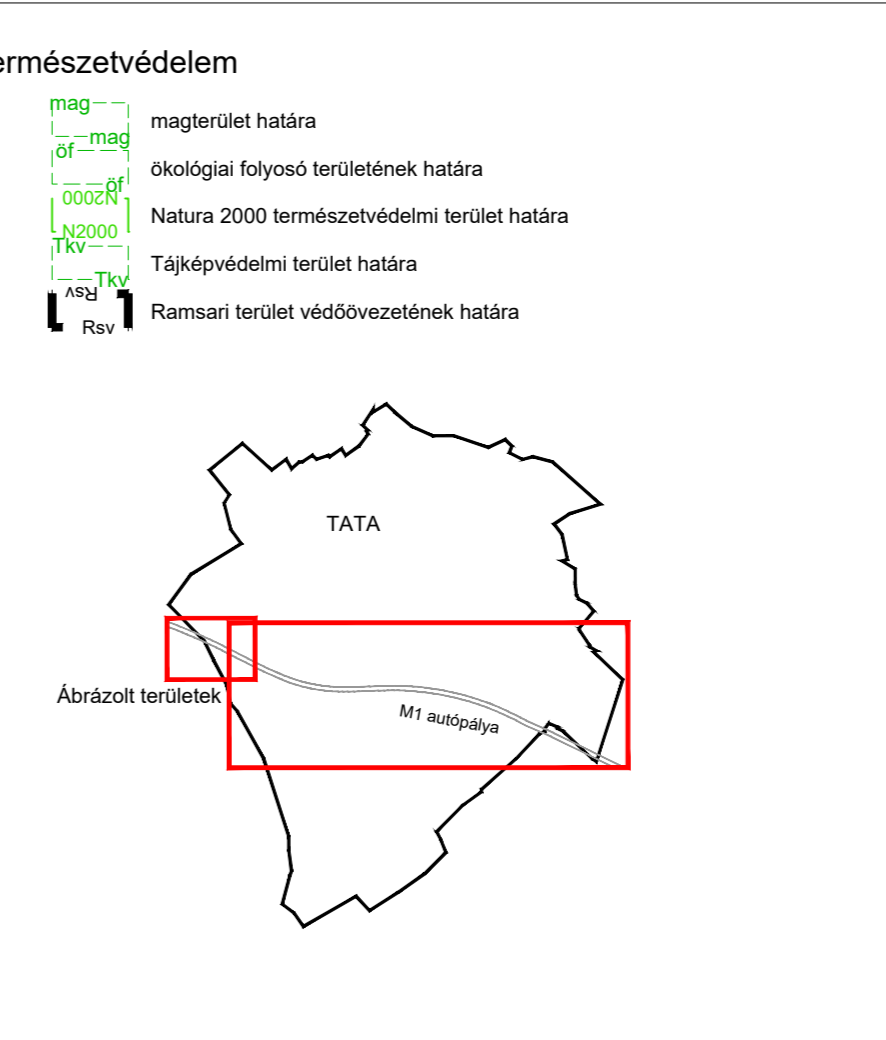 ermészetvédelem
mag
mag
magterület határa
öf
öf
ökológiai folyosó területének határa
N2000
N2000
Natura 2000 természetvédelmi terület határa
Tkv
Tkv
Tájképvédelmi terület határa
Rsv
Rsv
Ramsari terület védőövezetének határa
TATA
Ábrázolt területek
M1 autópálya